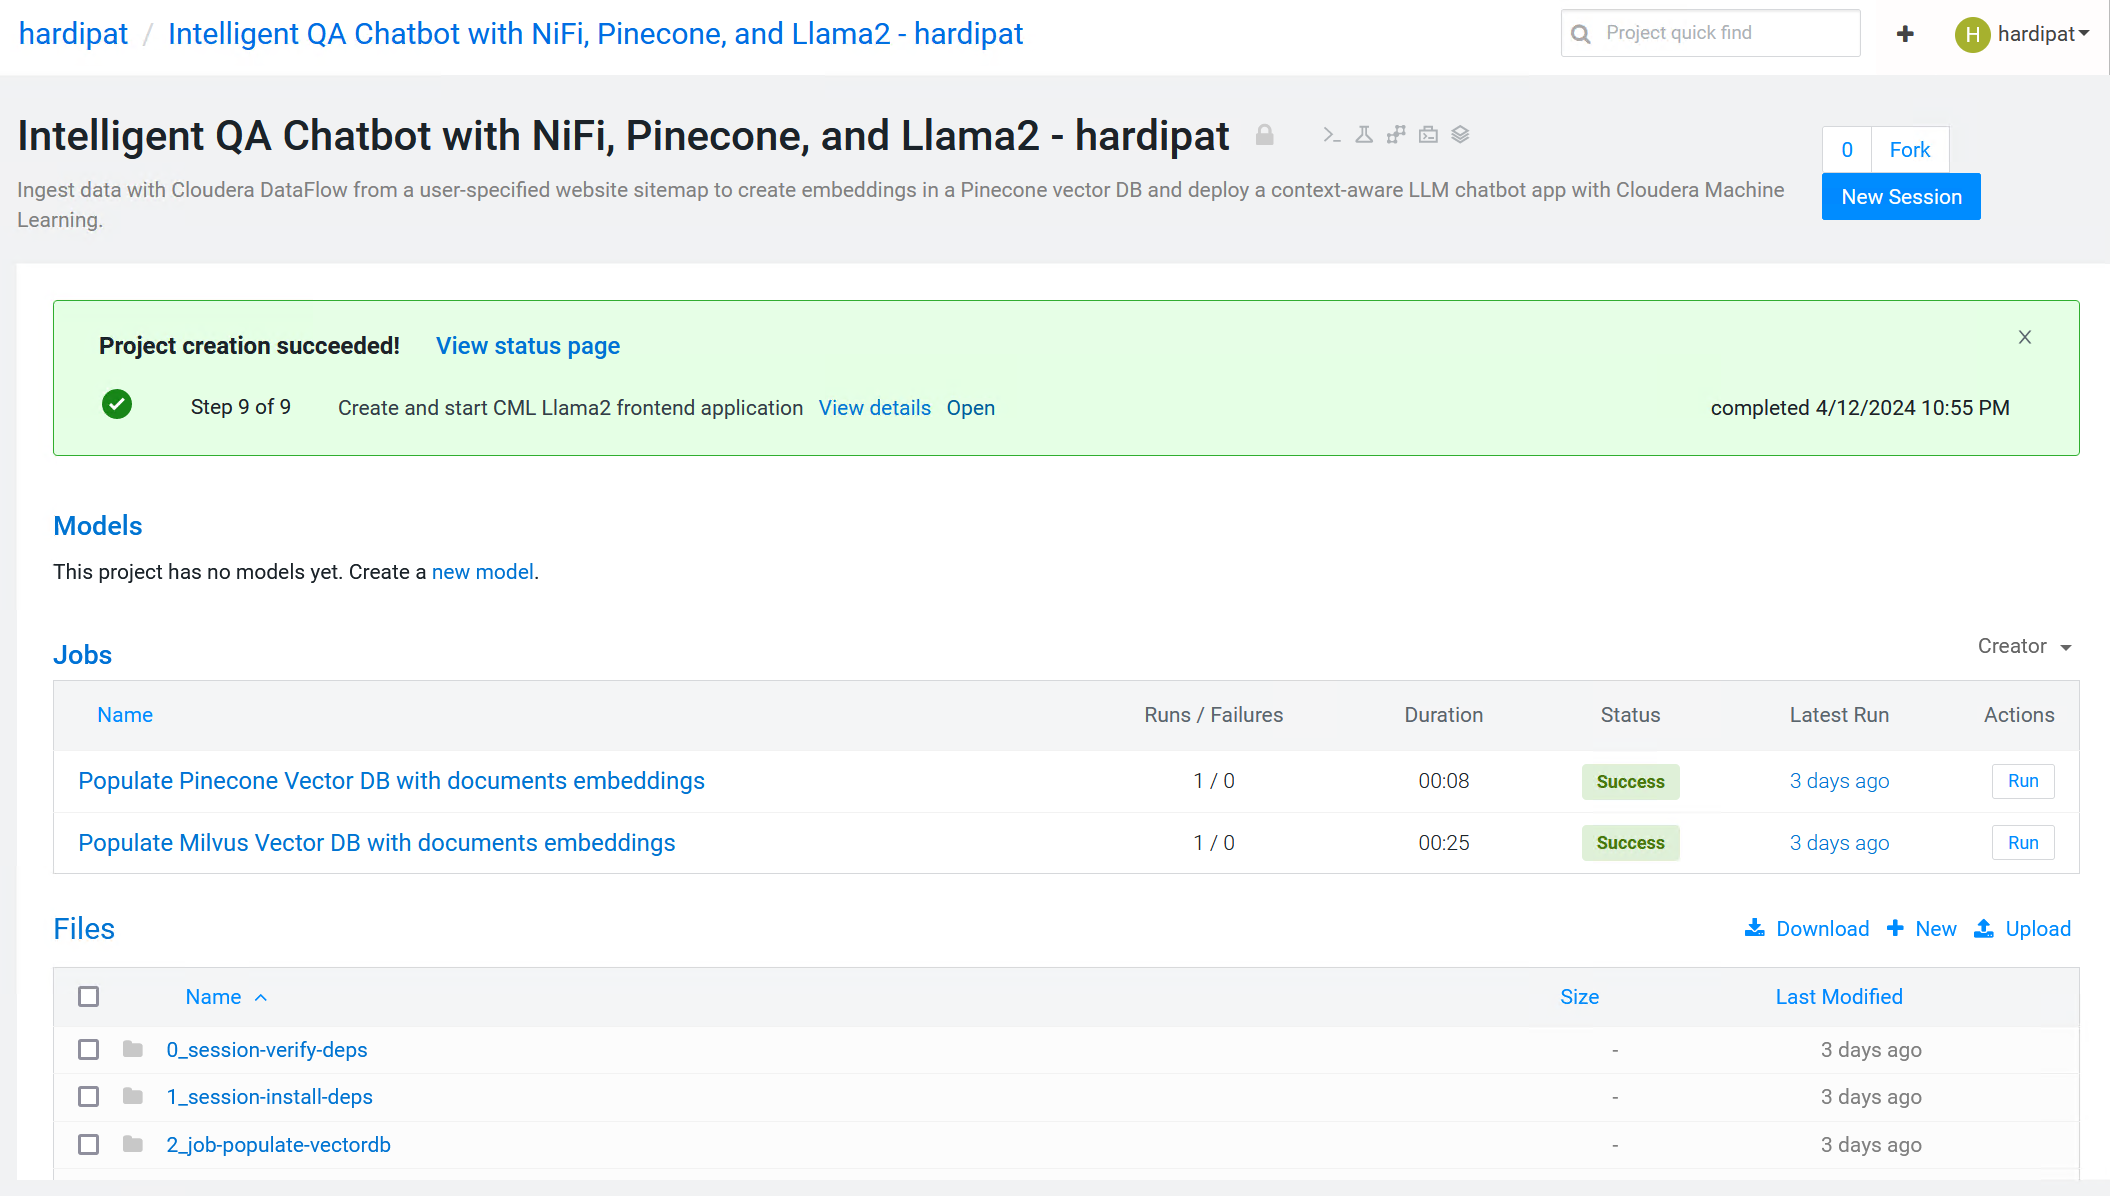 hardipat / Intelligent QA Chatbot with NiFi, Pinecone, and Llama2 - hardipat
Project quick find
H hardipat
Intelligent QA Chatbot with NiFi, Pinecone, and Llama2 - hardipat
0 Fork
Ingest data with Cloudera DataFlow from a user-specified website sitemap to create embeddings in a Pinecone vector DB and deploy a context-aware LLM chatbot app with Cloudera Machine
Learning.
New Session
Project creation succeeded! View status page X
Step 9 of 9 Create and start CML Llama2 frontend application View details Open completed 4/12/2024 10:55 PM
Models
This project has no models yet. Create a new model.
Jobs Creator
Name Runs / Failures Duration Status Latest Run Actions
Populate Pinecone Vector DB with documents embeddings 1 / 0 00:08 Success 3 days ago Run
Populate Milvus Vector DB with documents embeddings 1 / 0 00:25 Success 3 days ago Run
Files Download New Upload
Name Size Last Modified
0_session-verify-deps - 3 days ago
1_session-install-deps - 3 days ago
2_job-populate-vectordb - 3 days ago